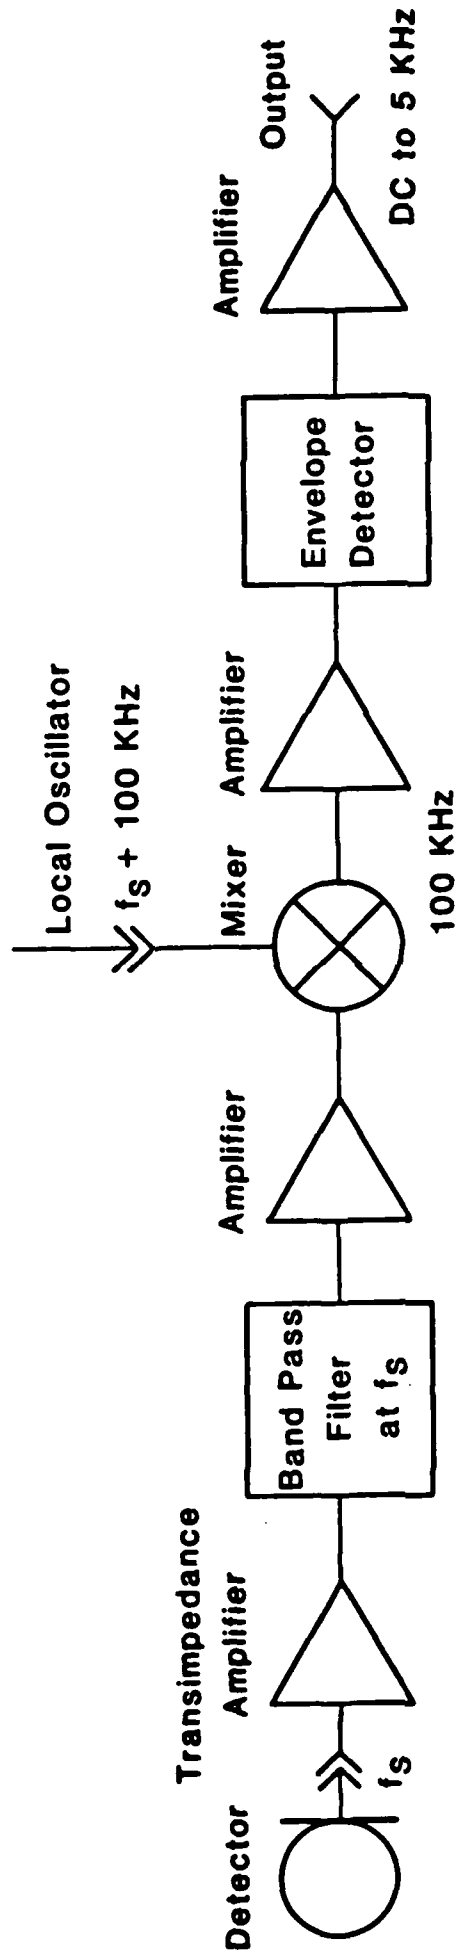 Detector
f_S
Transimpedance
Amplifier
Band Pass
Filter
at f_S
Amplifier
Local Oscillator
f_S + 100 KHz
Mixer
100 KHz
Amplifier
Envelope
Detector
Amplifier
Output
DC to 5 KHz